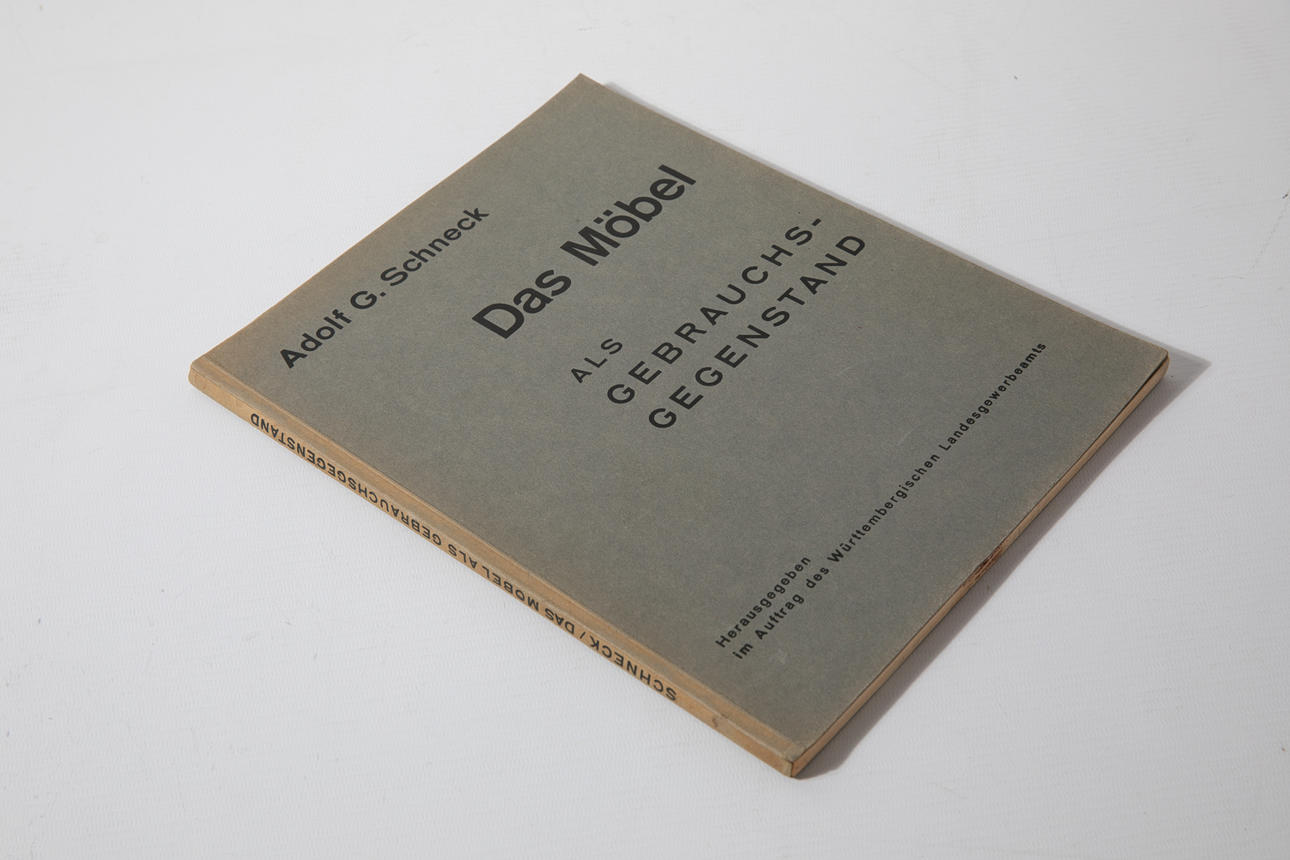 Adolf G. Schneck
Das Möbel
ALS
GEBRAUCHS-
GEGENSTAND
Herausgegeben
im Auftrag des Württembergischen Landesgewerbeamts
SCHNECK / DAS MÖBEL ALS GEBRAUCHSGEGENSTAND